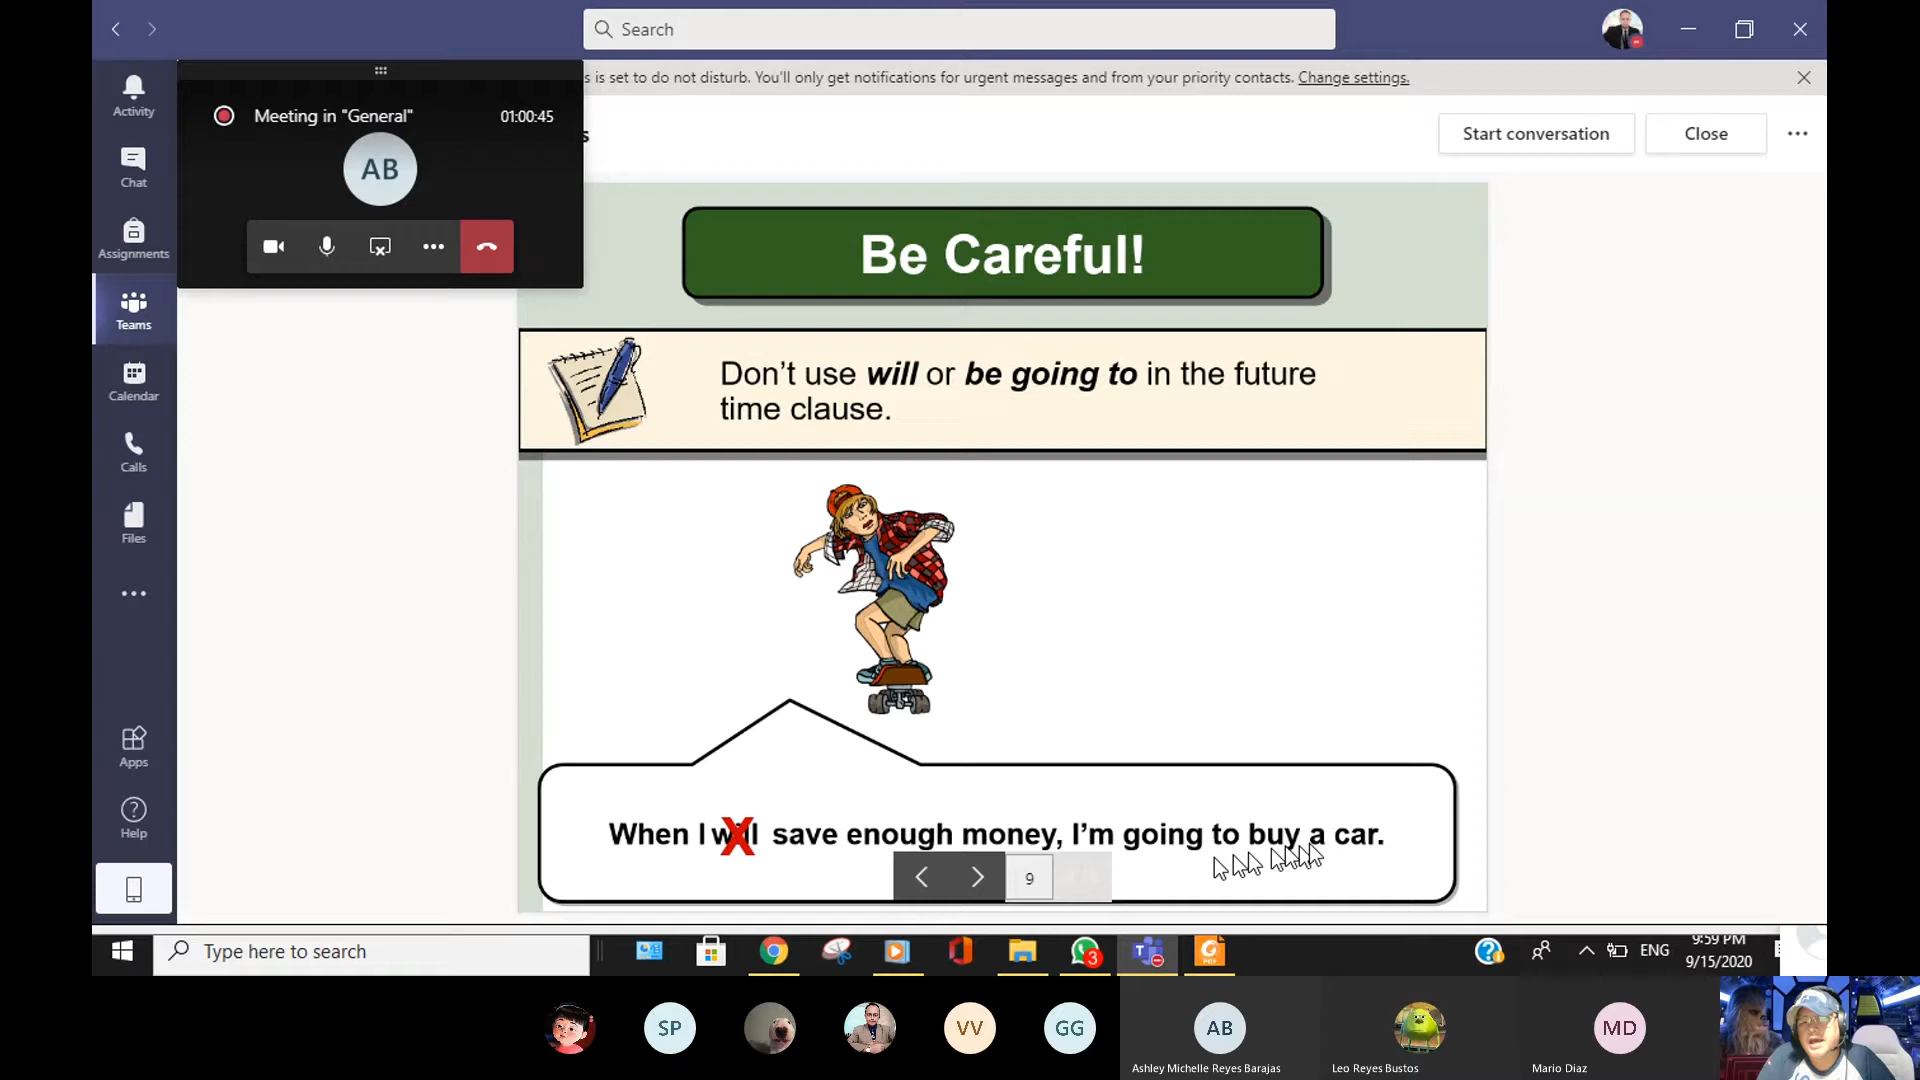 Search
s is set to do not disturb. You'll only get notifications for urgent messages and from your priority contacts. Change settings.
Activity
Chat
Assignments
Teams
Calendar
Calls
Files
Apps
Help
Meeting in "General"
01:00:45
AB
s
Start conversation
Close
Be Careful!
Don't use will or be going to in the future
time clause.
When I will save enough money, I'm going to buy a car.
9
Type here to search
3
ENG
9:59 PM
9/15/2020
SP
VV
GG
AB
MD
Ashley Michelle Reyes Barajas
Leo Reyes Bustos
Mario Diaz